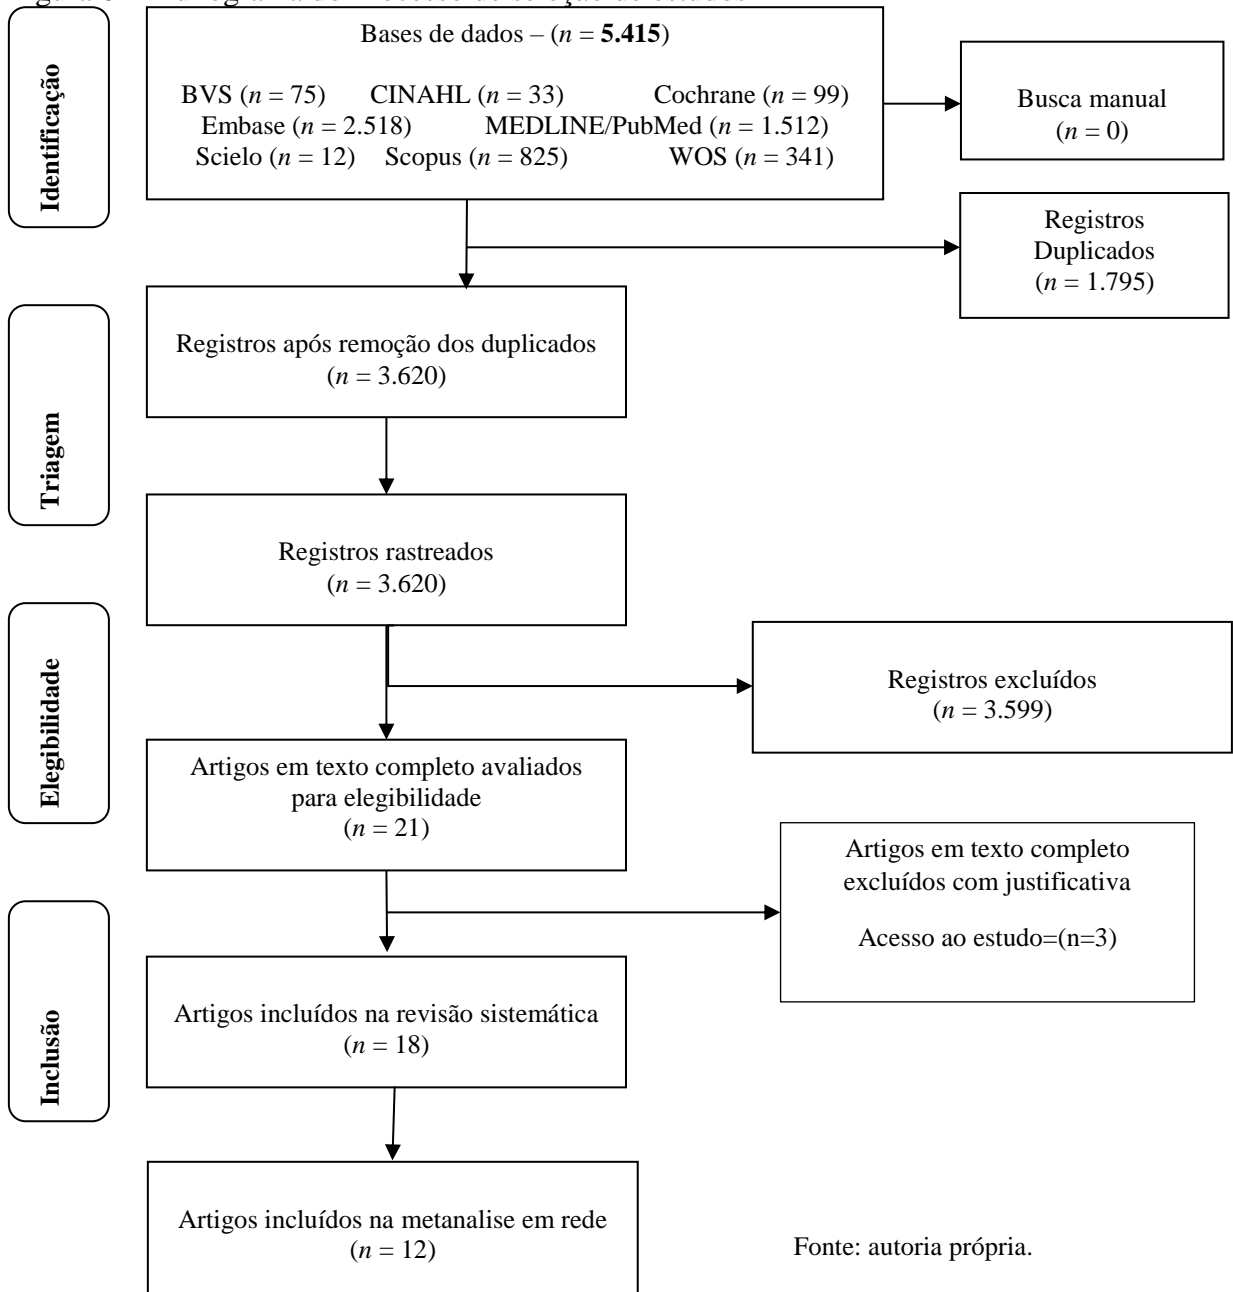 Identificação
Bases de dados – (n = 5.415)
BVS (n = 75) CINAHL (n = 33) Cochrane (n = 99)
Embase (n = 2.518) MEDLINE/PubMed (n = 1.512)
Scielo (n = 12) Scopus (n = 825) WOS (n = 341)
Busca manual
(n = 0)
Registros
Duplicados
(n = 1.795)
Triagem
Registros após remoção dos duplicados
(n = 3.620)
Registros rastreados
(n = 3.620)
Elegibilidade
Registros excluídos
(n = 3.599)
Artigos em texto completo avaliados
para elegibilidade
(n = 21)
Artigos em texto completo
excluídos com justificativa
Acesso ao estudo=(n=3)
Inclusão
Artigos incluídos na revisão sistemática
(n = 18)
Artigos incluídos na metanalise em rede
(n = 12)
Fonte: autoria própria.